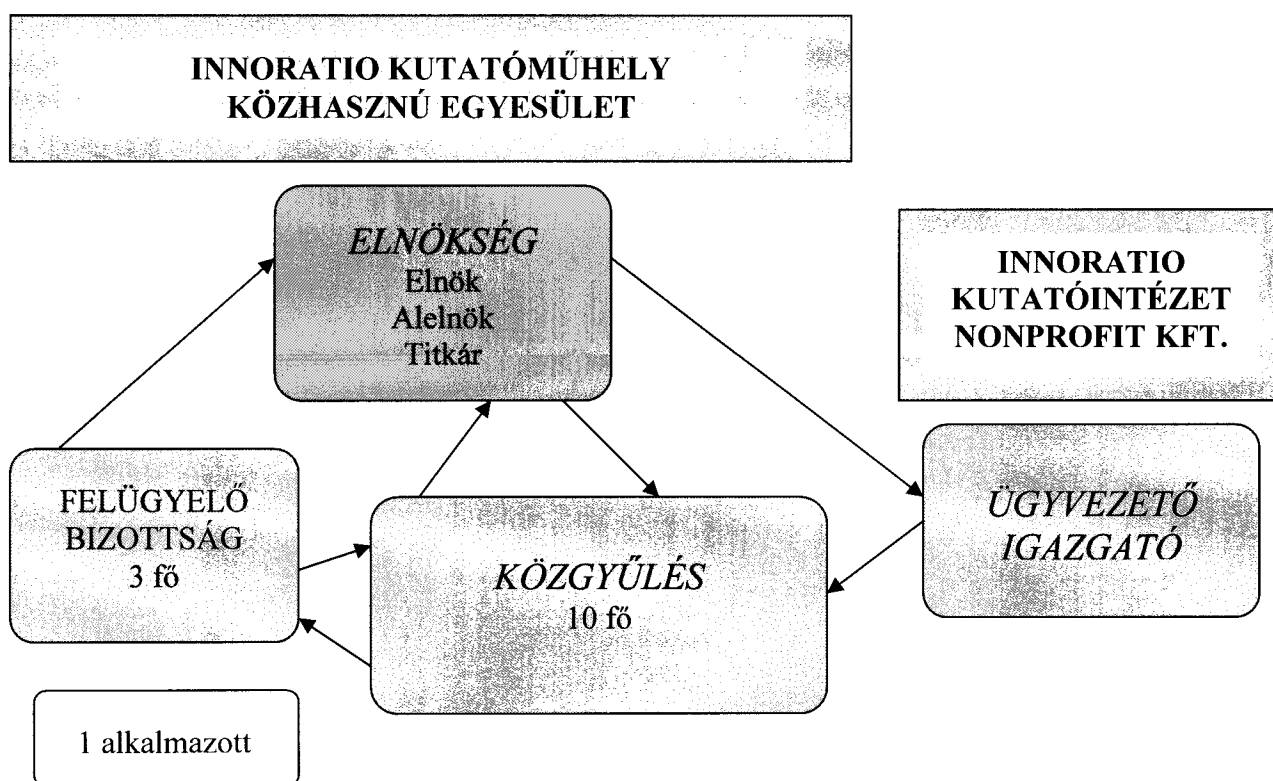 INNORATIO KUTATÓMŰHELY
KÖZHASZNÚ EGYESÜLET
ELNÖKSÉG
Elnök
Alelnök
Titkár
INNORATIO
KUTATÓINTÉZET
NONPROFIT KFT.
FELÜGYELŐ
BIZOTTSÁG
3 fő
KÖZGYŰLÉS
10 fő
ÜGYVEZETŐ
IGAZGATÓ
1 alkalmazott